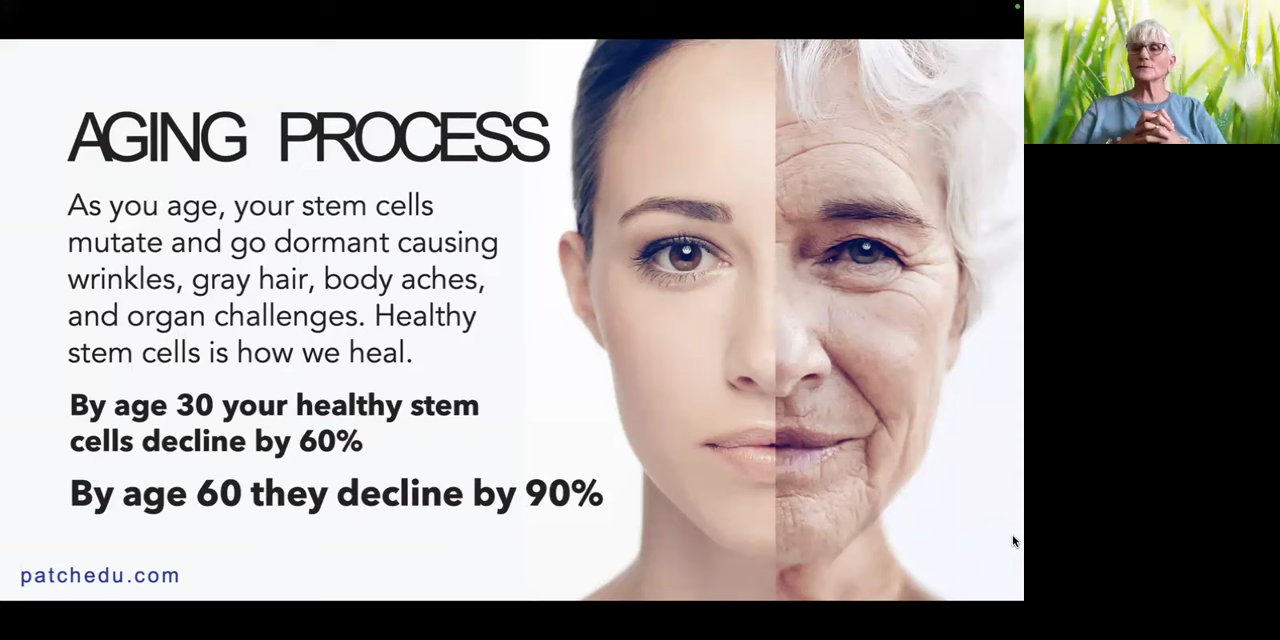 AGING PROCESS
As you age, your stem cells
mutate and go dormant causing
wrinkles, gray hair, body aches,
and organ challenges. Healthy
stem cells is how we heal.
By age 30 your healthy stem
cells decline by 60%
By age 60 they decline by 90%
patchedu.com